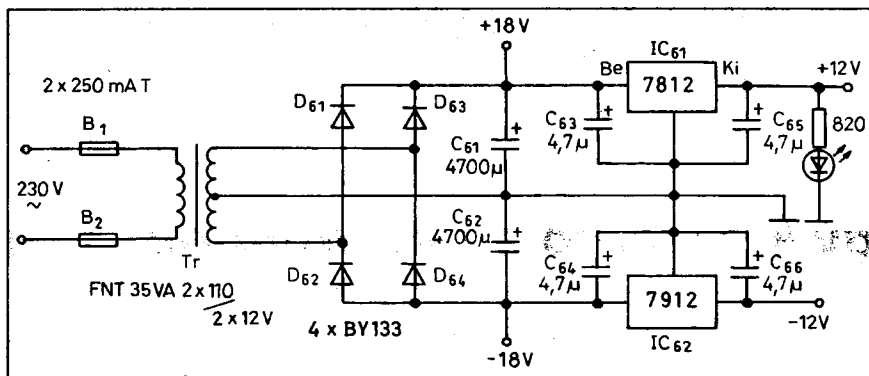 +18V
IC61
Be
Ki
7812
+12V
2 x 250 mA T
D61
D63
B1
C61
4700µ
C63
4,7µ
C65
4,7µ
820
230 V
~
C62
4700µ
B2
Tr
D62
D64
C64
4,7µ
C66
4,7µ
7912
FNT 35VA 2 x 110
/ 2 x 12V
4 x BY133
-12V
-18V
IC62